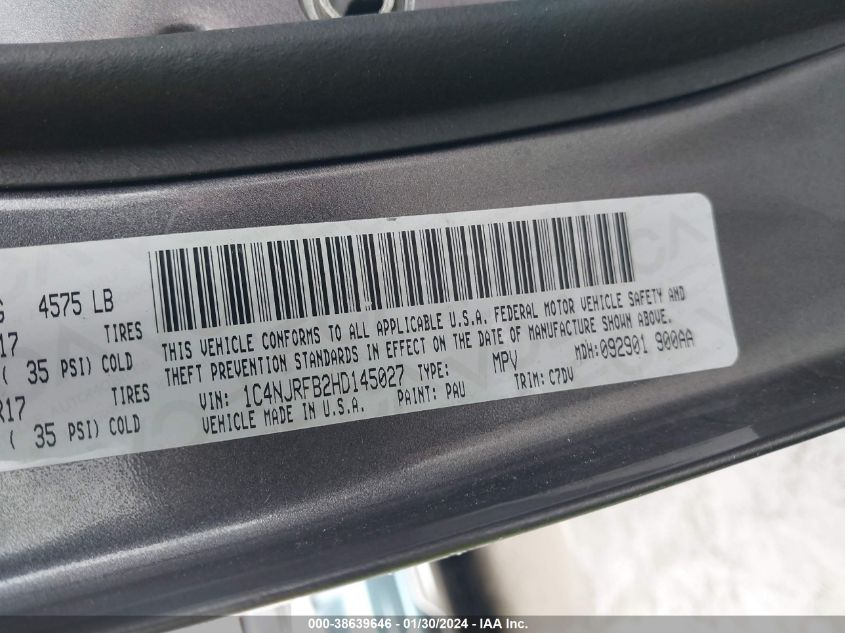 G 4575 LB
17 TIRES
( 35 PSI) COLD
R17 TIRES
( 35 PSI) COLD
THIS VEHICLE CONFORMS TO ALL APPLICABLE U.S.A. FEDERAL MOTOR VEHICLE SAFETY AND
THEFT PREVENTION STANDARDS IN EFFECT ON THE DATE OF MANUFACTURE SHOWN ABOVE.
VIN: 1C4NJRFB2HD145027 TYPE: MPV MDH:092901 900AA
VEHICLE MADE IN U.S.A. PAINT: PAU TRIM: C7DV
00-38639646 - 01/30/2024 - IAA Inc.